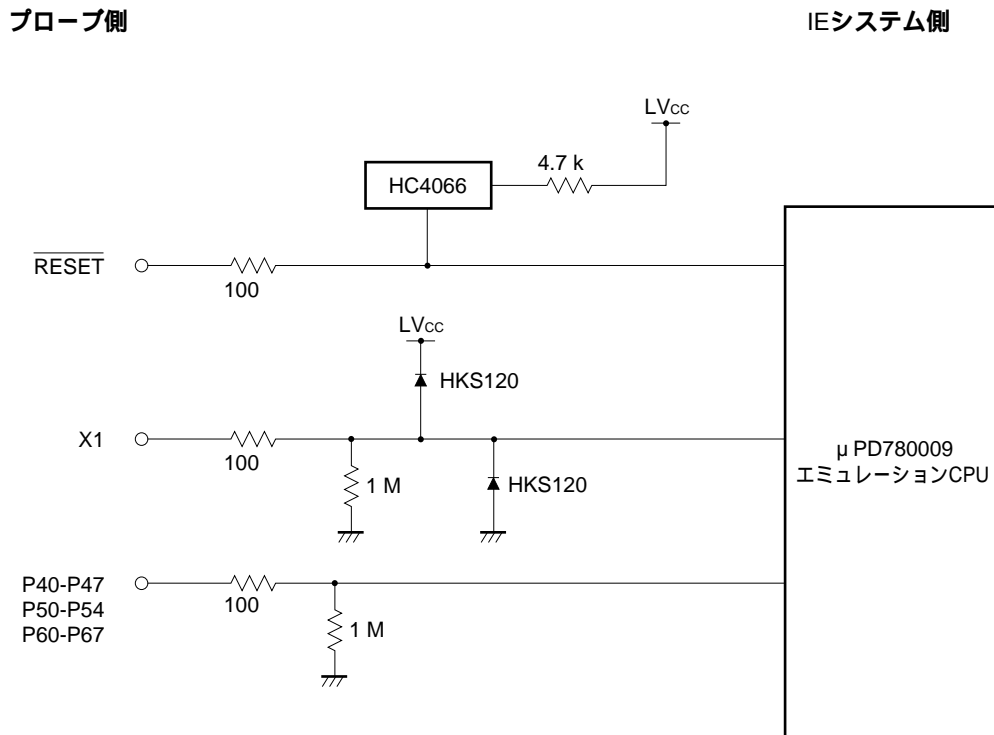 プローブ側
IEシステム側
LVCC
4.7 k
HC4066
RESET
100
LVCC
HKS120
X1
100
1 M
HKS120
μPD780009
エミュレーションCPU
P40-P47
P50-P54
P60-P67
100
1 M